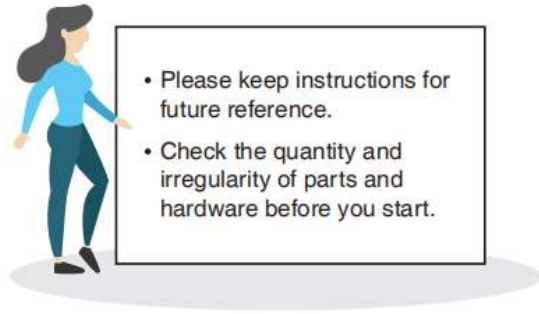 • Please keep instructions for
future reference.
• Check the quantity and
irregularity of parts and
hardware before you start.